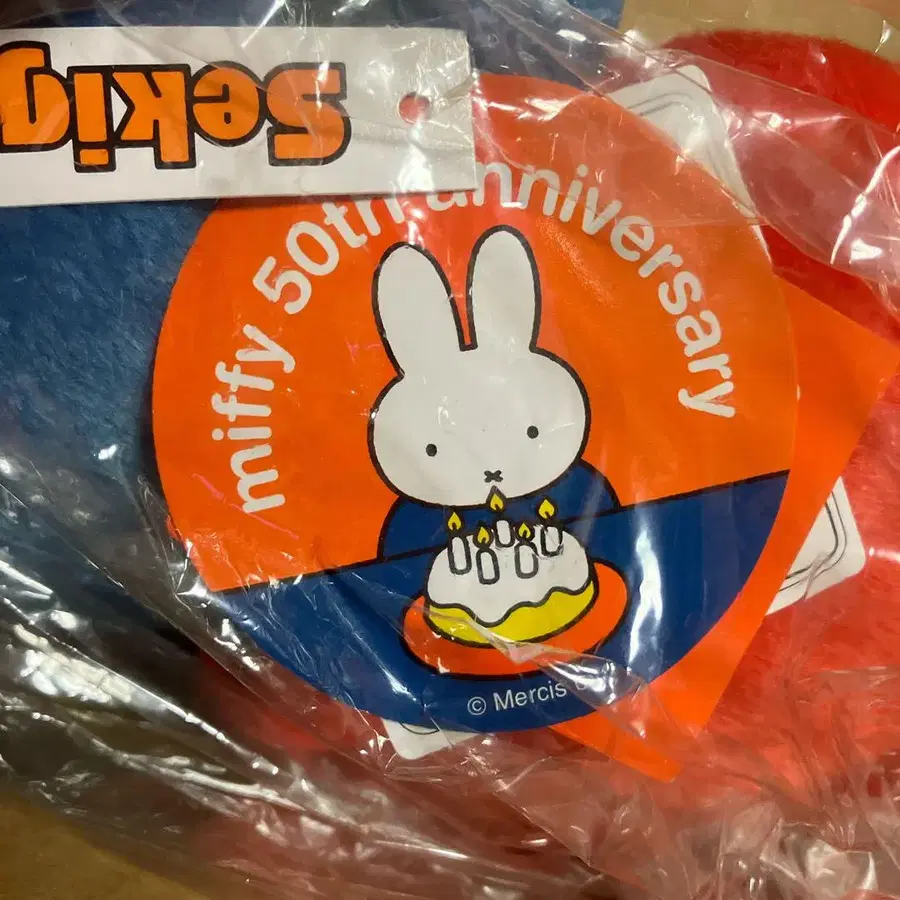 Sekig
miffy 50th anniversary
© Mercis